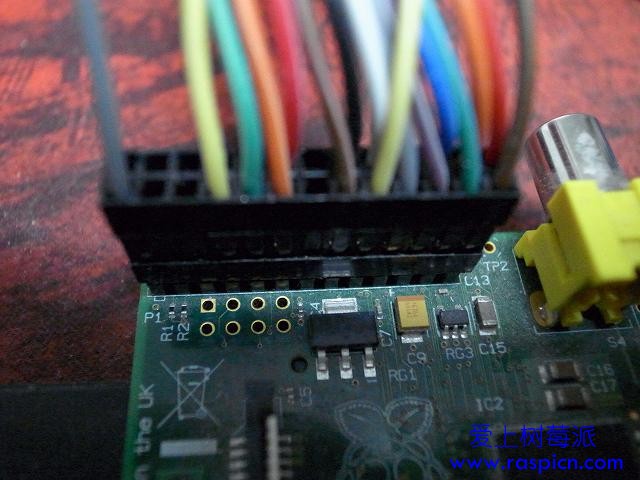 TP2
C13
P1
R1
R2
C7
C9
RG1
RG3
C15
S4
C16
C17
C6
IC2
n the UK
爱上树莓派
www.raspicn.com